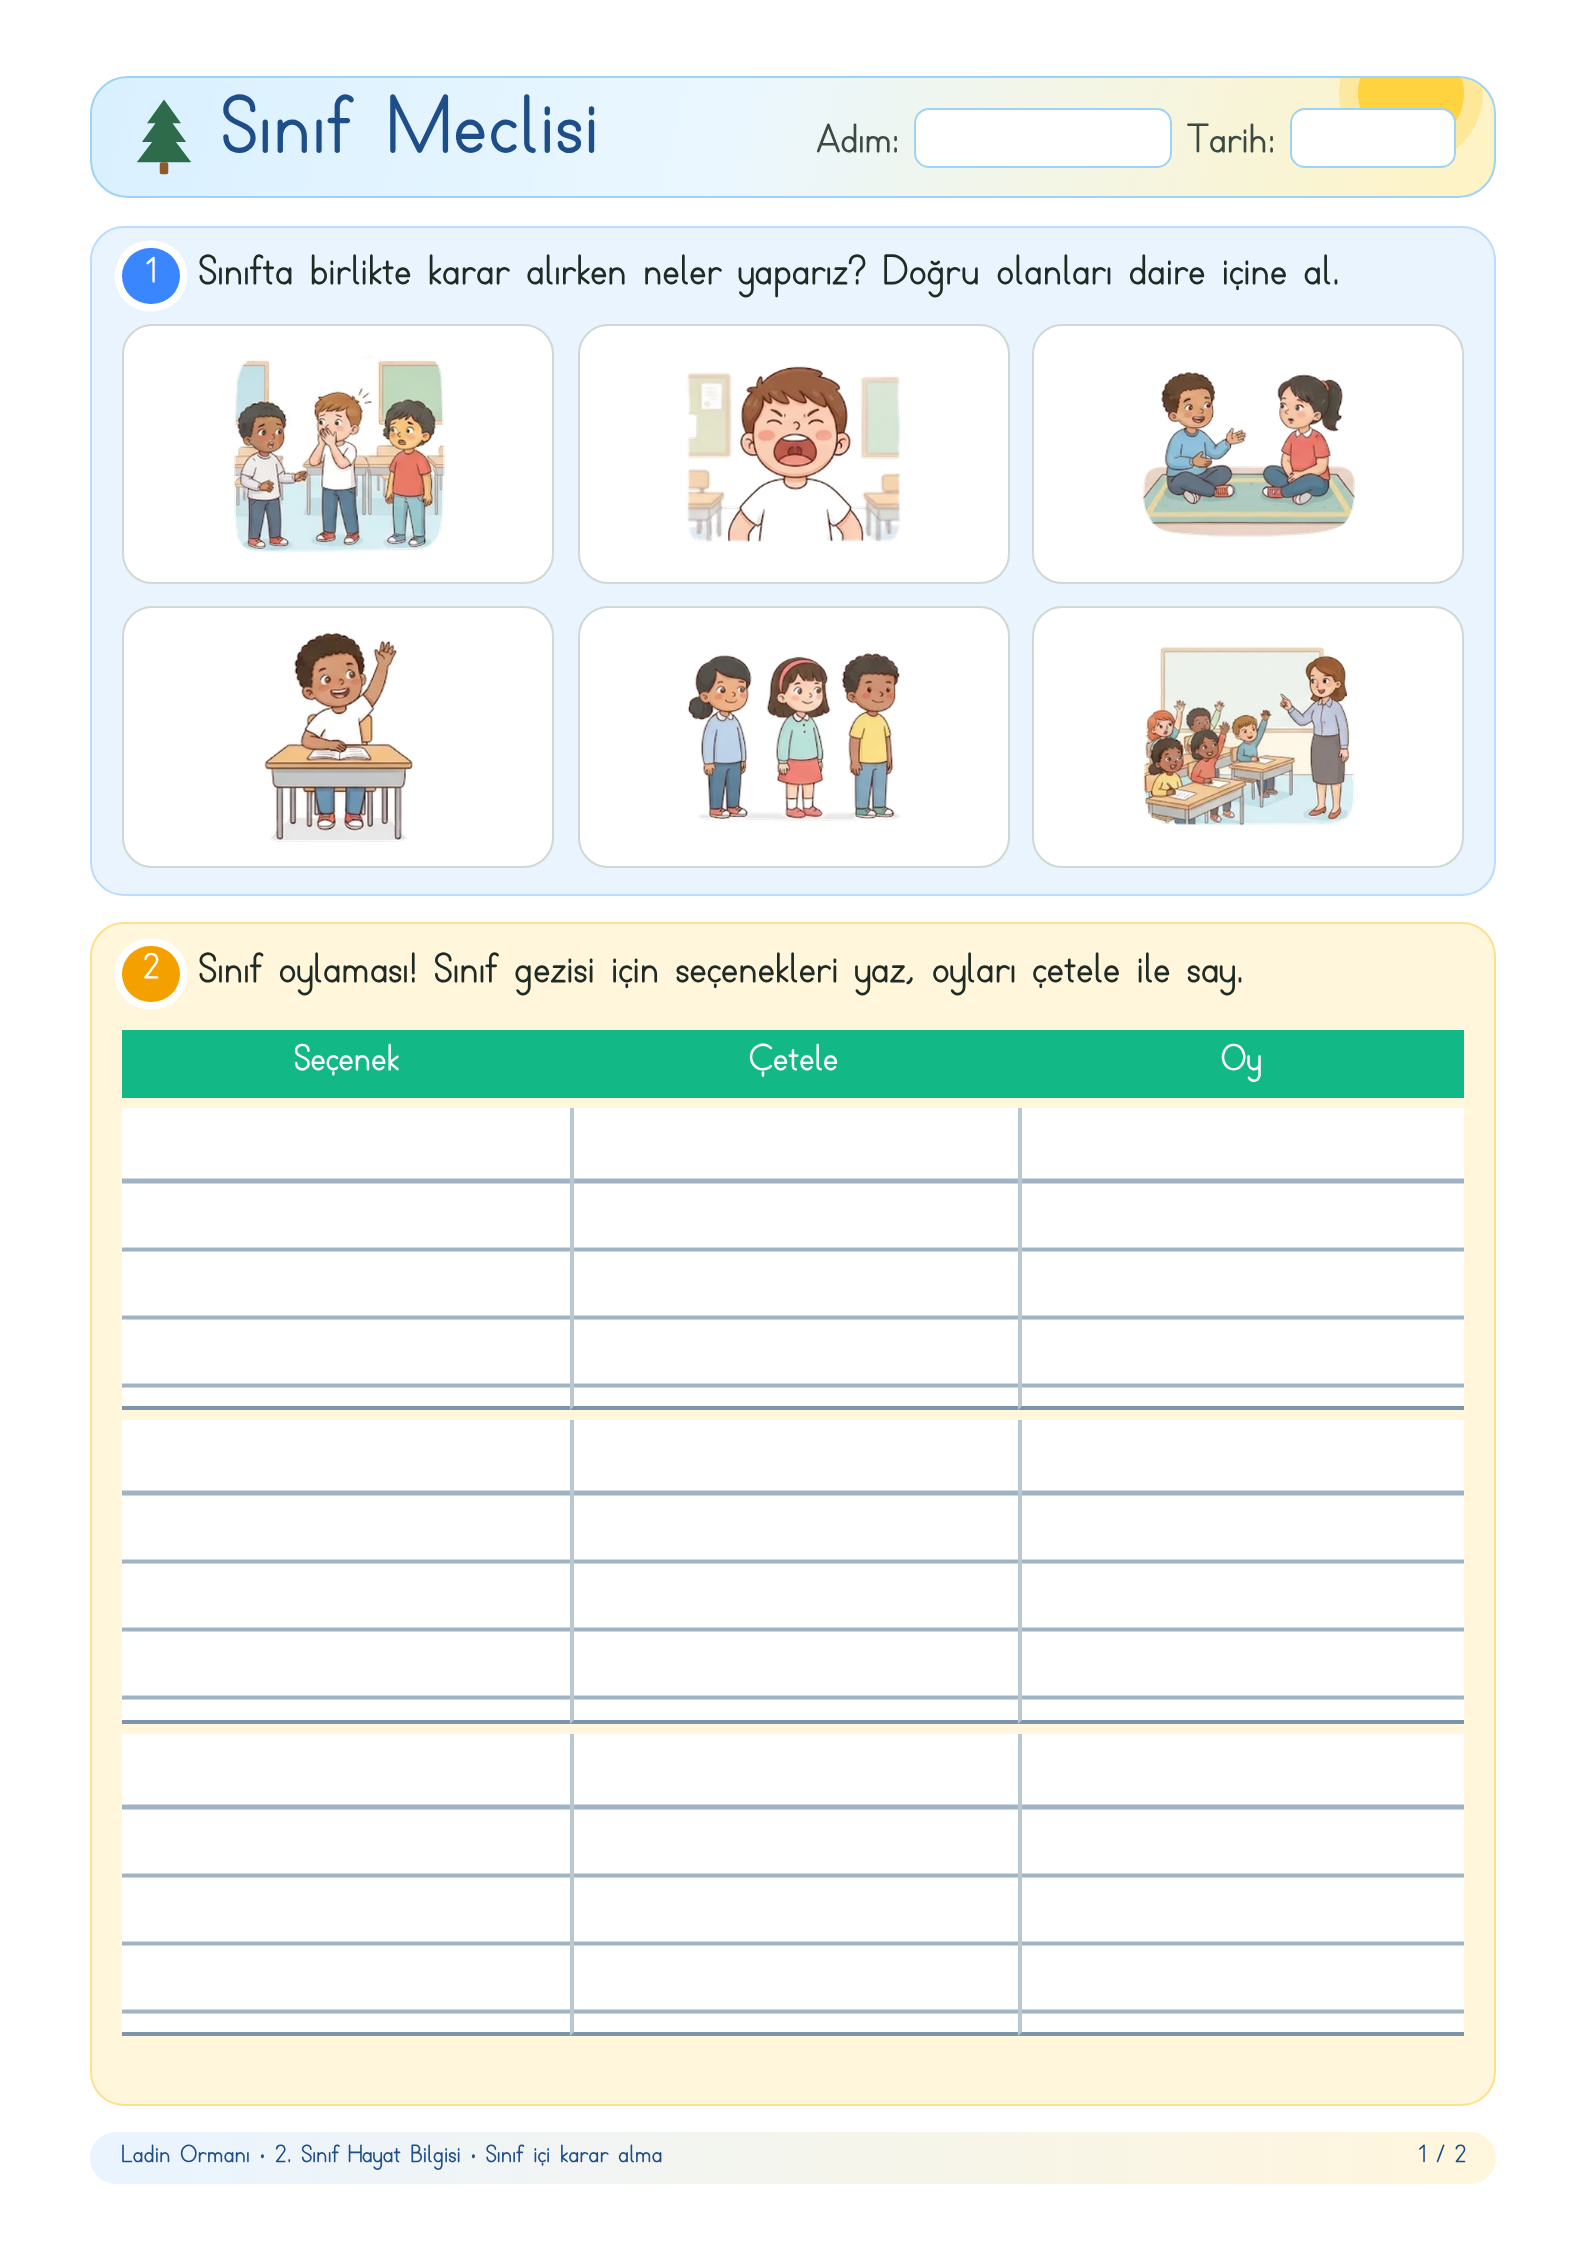 Sınıf Meclisi
Adım:
Tarih:
1 Sınıfta birlikte karar alırken neler yaparız? Doğru olanları daire içine al.
2 Sınıf oylaması! Sınıf gezisi için seçenekleri yaz, oyları çetele ile say.
Seçenek Çetele Oy
Ladin Ormanı • 2. Sınıf Hayat Bilgisi • Sınıf içi karar alma
1 / 2